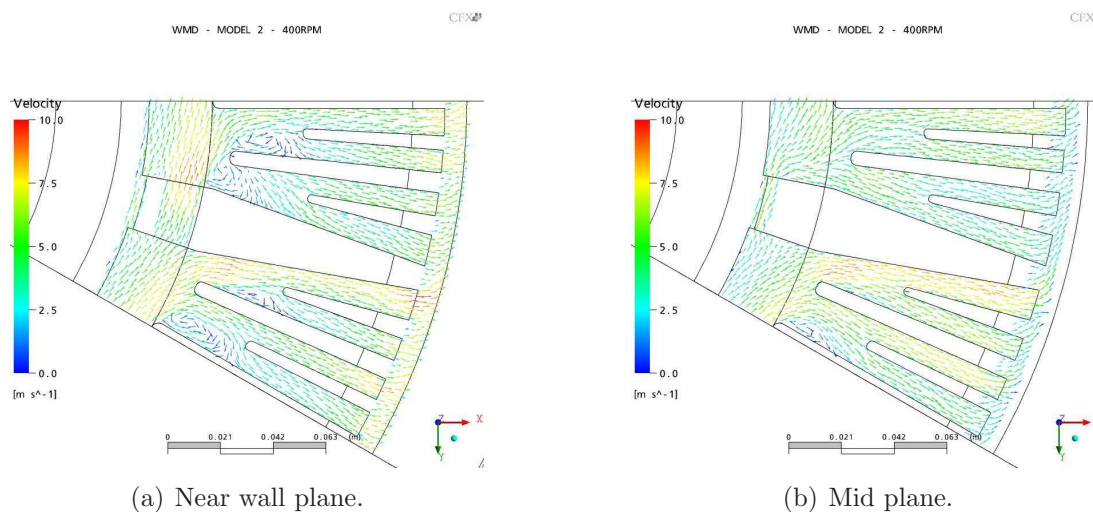 CFX
WMD - MODEL 2 - 400RPM
Velocity
10.0
7.5
5.0
2.5
0.0
[m s^-1]
0 0.021 0.042 0.063 (m)
Z X
Y
(a) Near wall plane.
CFX
WMD - MODEL 2 - 400RPM
Velocity
10.0
7.5
5.0
2.5
0.0
[m s^-1]
0 0.021 0.042 0.063 (m)
Z X
Y
(b) Mid plane.